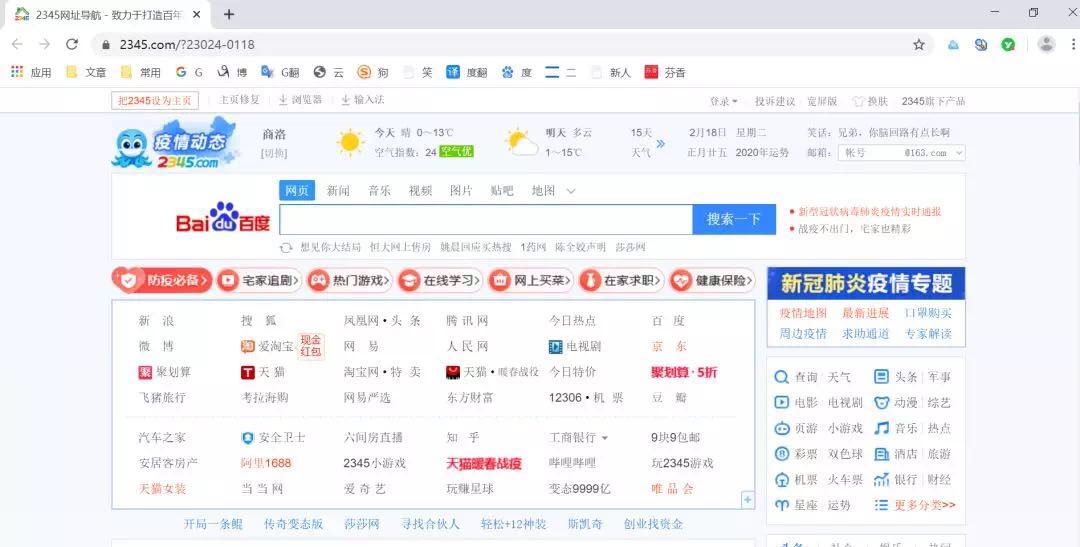 2345网址导航 - 致力于打造百年
2345.com/?23024-0118
应用 文章 常用 G 博 G翻 云 狗 笑 度翻 度 二 新人 芬香
把2345设为主页 主页修复 浏览器 输入法 登录 投诉建议 宽屏版 换肤 2345旗下产品
疫情动态 2345.com
商洛 [切换]
今天 晴 0~13℃ 空气指数：24 空气优
明天 多云 1~15℃
15天 天气
2月18日 星期二
正月廿五 2020年运势
笑话：兄弟，你脑回路有点长啊
邮箱： 帐号 @163.com
网页 新闻 音乐 视频 图片 贴吧 地图
Bai du 百度 搜索一下
新型冠状病毒肺炎疫情实时通报
战疫不出门，宅家也精彩
想见你大结局 恒大网上售房 姚晨回应买热搜 1药网 陈全姣声明 莎莎网
防疫必备 宅家追剧 热门游戏 在线学习 网上买菜 在家求职 健康保险
新浪 搜狐 凤凰网•头条 腾讯网 今日热点 百度
微博 爱淘宝 现金红包 网易 人民网 电视剧 京东
聚划算 天猫 淘宝网•特卖 天猫•暖春战役 今日特价 聚划算·5折
飞猪旅行 考拉海购 网易严选 东方财富 12306•机票 豆瓣
汽车之家 安全卫士 六间房直播 知乎 工商银行 9块9包邮
安居客房产 阿里1688 2345小游戏 天猫暖春战疫 哔哩哔哩 玩2345游戏
天猫女装 当当网 爱奇艺 玩赚星球 变态9999亿 唯品会
开局一条鲲 传奇变态版 莎莎网 寻找合伙人 轻松+12神装 斯凯奇 创业找资金
新冠肺炎疫情专题
疫情地图 最新进展 口罩购买
周边疫情 求助通道 专家解读
查询 天气 头条 军事
电影 电视剧 动漫 综艺
页游 小游戏 音乐 热点
彩票 双色球 酒店 旅游
机票 火车票 银行 财经
星座 运势 更多分类>>